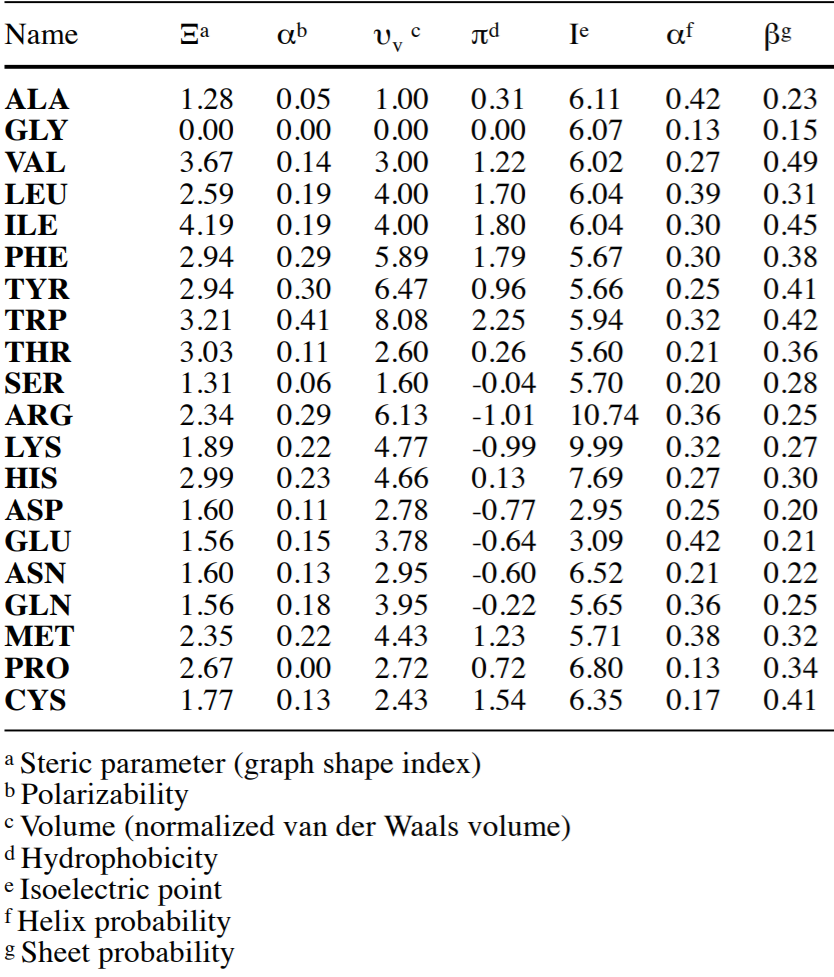 Name Ξa αb υv c πd Ie αf βg
ALA 1.28 0.05 1.00 0.31 6.11 0.42 0.23
GLY 0.00 0.00 0.00 0.00 6.07 0.13 0.15
VAL 3.67 0.14 3.00 1.22 6.02 0.27 0.49
LEU 2.59 0.19 4.00 1.70 6.04 0.39 0.31
ILE 4.19 0.19 4.00 1.80 6.04 0.30 0.45
PHE 2.94 0.29 5.89 1.79 5.67 0.30 0.38
TYR 2.94 0.30 6.47 0.96 5.66 0.25 0.41
TRP 3.21 0.41 8.08 2.25 5.94 0.32 0.42
THR 3.03 0.11 2.60 0.26 5.60 0.21 0.36
SER 1.31 0.06 1.60 -0.04 5.70 0.20 0.28
ARG 2.34 0.29 6.13 -1.01 10.74 0.36 0.25
LYS 1.89 0.22 4.77 -0.99 9.99 0.32 0.27
HIS 2.99 0.23 4.66 0.13 7.69 0.27 0.30
ASP 1.60 0.11 2.78 -0.77 2.95 0.25 0.20
GLU 1.56 0.15 3.78 -0.64 3.09 0.42 0.21
ASN 1.60 0.13 2.95 -0.60 6.52 0.21 0.22
GLN 1.56 0.18 3.95 -0.22 5.65 0.36 0.25
MET 2.35 0.22 4.43 1.23 5.71 0.38 0.32
PRO 2.67 0.00 2.72 0.72 6.80 0.13 0.34
CYS 1.77 0.13 2.43 1.54 6.35 0.17 0.41
a Steric parameter (graph shape index)
b Polarizability
c Volume (normalized van der Waals volume)
d Hydrophobicity
e Isoelectric point
f Helix probability
g Sheet probability